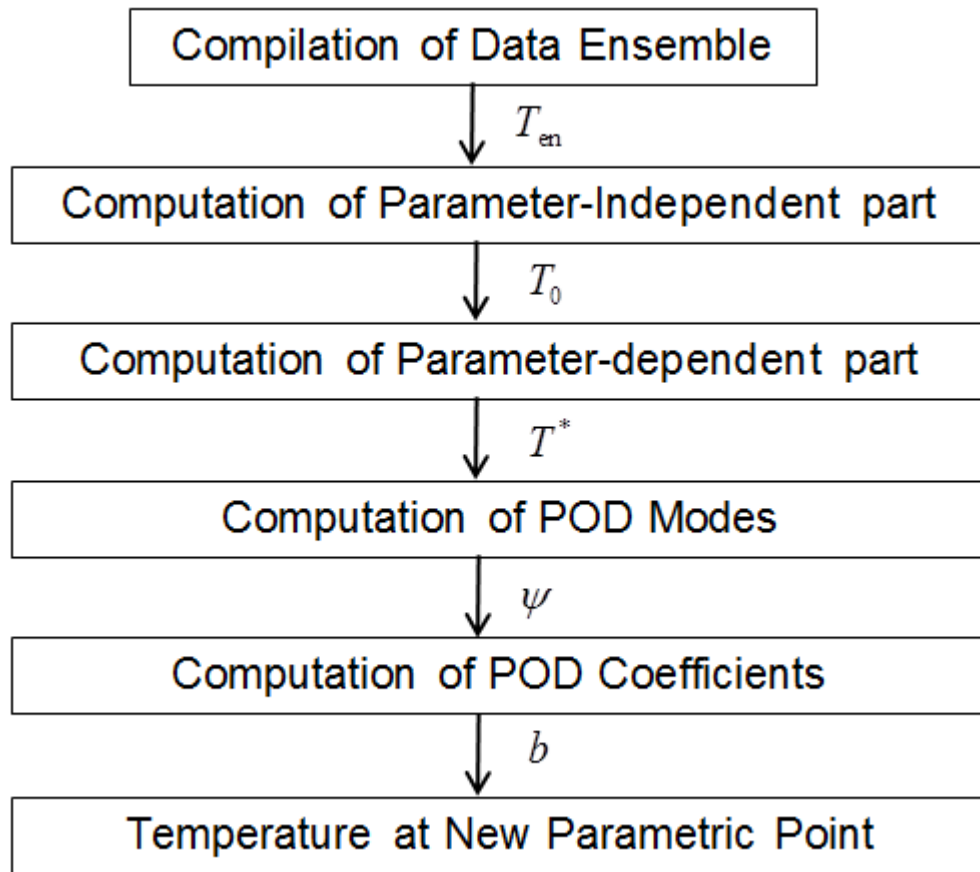 Compilation of Data Ensemble
T_en
Computation of Parameter-Independent part
T_0
Computation of Parameter-dependent part
T^*
Computation of POD Modes
ψ
Computation of POD Coefficients
b
Temperature at New Parametric Point